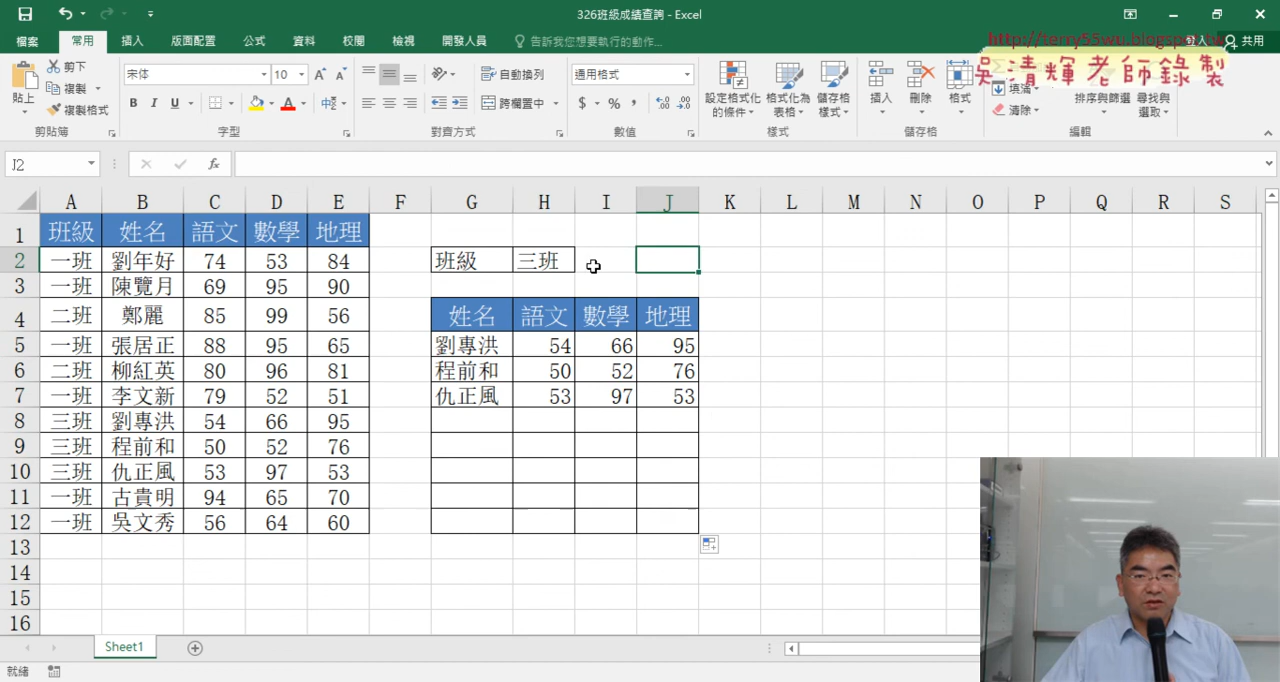 326班級成績查詢 - Excel
檔案 常用 插入 版面配置 公式 資料 校閱 檢視 開發人員 告訴我您想要執行的動作... 共用
http://terry55wu.blogspot.tw
吳清輝老師錄製
貼上 剪下 複製 複製格式 剪貼簿
宋体 10 A A B I U A 中 字型
自動換列 跨欄置中 對齊方式
通用格式 $ % , 數值
設定格式化的條件 格式化為表格 儲存格樣式 樣式
插入 刪除 格式 儲存格
填滿 清除 排序與篩選 尋找與選取 編輯
J2 fx
A B C D E F G H I J K L M N O P Q R S
1 班級 姓名 語文 數學 地理
2 一班 劉年好 74 53 84 班級 三班
3 一班 陳覽月 69 95 90
4 二班 鄭麗 85 99 56 姓名 語文 數學 地理
5 一班 張居正 88 95 65 劉專洪 54 66 95
6 二班 柳紅英 80 96 81 程前和 50 52 76
7 一班 李文新 79 52 51 仇正風 53 97 53
8 三班 劉專洪 54 66 95
9 三班 程前和 50 52 76
10 三班 仇正風 53 97 53
11 一班 古貴明 94 65 70
12 一班 吳文秀 56 64 60
13
14
15
16
Sheet1
就緒